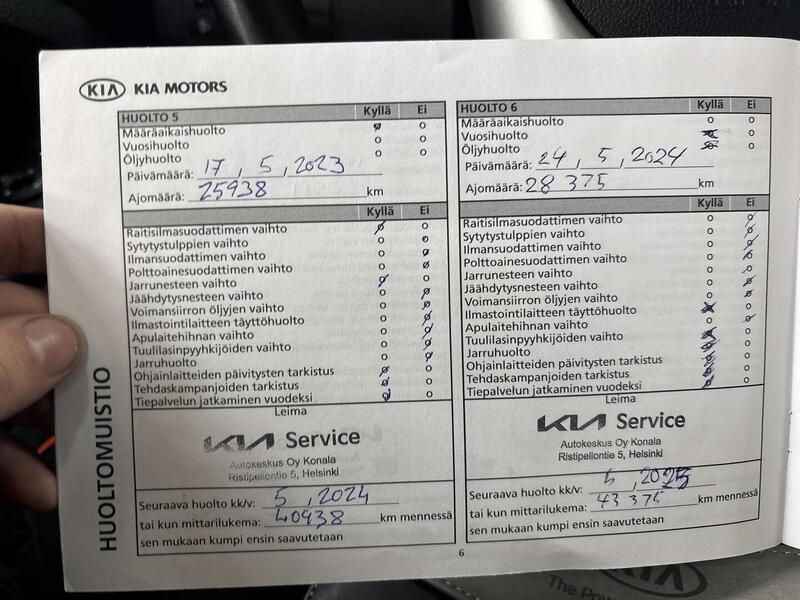 KIA KIA MOTORS
HUOLTO 5 Kyllä Ei
Määräaikaishuolto
Vuosihuolto
Öljyhuolto
Päivämäärä: 17, 5, 2023
Ajomäärä: 25938 km
Kyllä Ei
Raitisilmasuodattimen vaihto
Sytytystulppien vaihto
Ilmansuodattimen vaihto
Polttoainesuodattimen vaihto
Jarrunesteen vaihto
Jäähdytysnesteen vaihto
Voimansiirron öljyjen vaihto
Ilmastointilaitteen täyttöhuolto
Apulaitehihnan vaihto
Tuulilasinpyyhkijöiden vaihto
Jarruhuolto
Ohjainlaitteiden päivitysten tarkistus
Tehdaskampanjoiden tarkistus
Tiepalvelun jatkaminen vuodeksi
Leima
KIA Service
Autokeskus Oy Konala
Ristipellontie 5, Helsinki
Seuraava huolto kk/v: 5, 2024
tai kun mittarilukema: 40938 km mennessä
sen mukaan kumpi ensin saavutetaan
HUOLTO 6 Kyllä Ei
Määräaikaishuolto
Vuosihuolto
Öljyhuolto
Päivämäärä: 24, 5, 2024
Ajomäärä: 28 375 km
Kyllä Ei
Raitisilmasuodattimen vaihto
Sytytystulppien vaihto
Ilmansuodattimen vaihto
Polttoainesuodattimen vaihto
Jarrunesteen vaihto
Jäähdytysnesteen vaihto
Voimansiirron öljyjen vaihto
Ilmastointilaitteen täyttöhuolto
Apulaitehihnan vaihto
Tuulilasinpyyhkijöiden vaihto
Jarruhuolto
Ohjainlaitteiden päivitysten tarkistus
Tehdaskampanjoiden tarkistus
Tiepalvelun jatkaminen vuodeksi
Leima
KIA Service
Autokeskus Oy Konala
Ristipellontie 5, Helsinki
Seuraava huolto kk/v: 5, 2025
tai kun mittarilukema: 43 375 km mennessä
sen mukaan kumpi ensin saavutetaan
HUOLTOMUISTIO
6
KIA
The